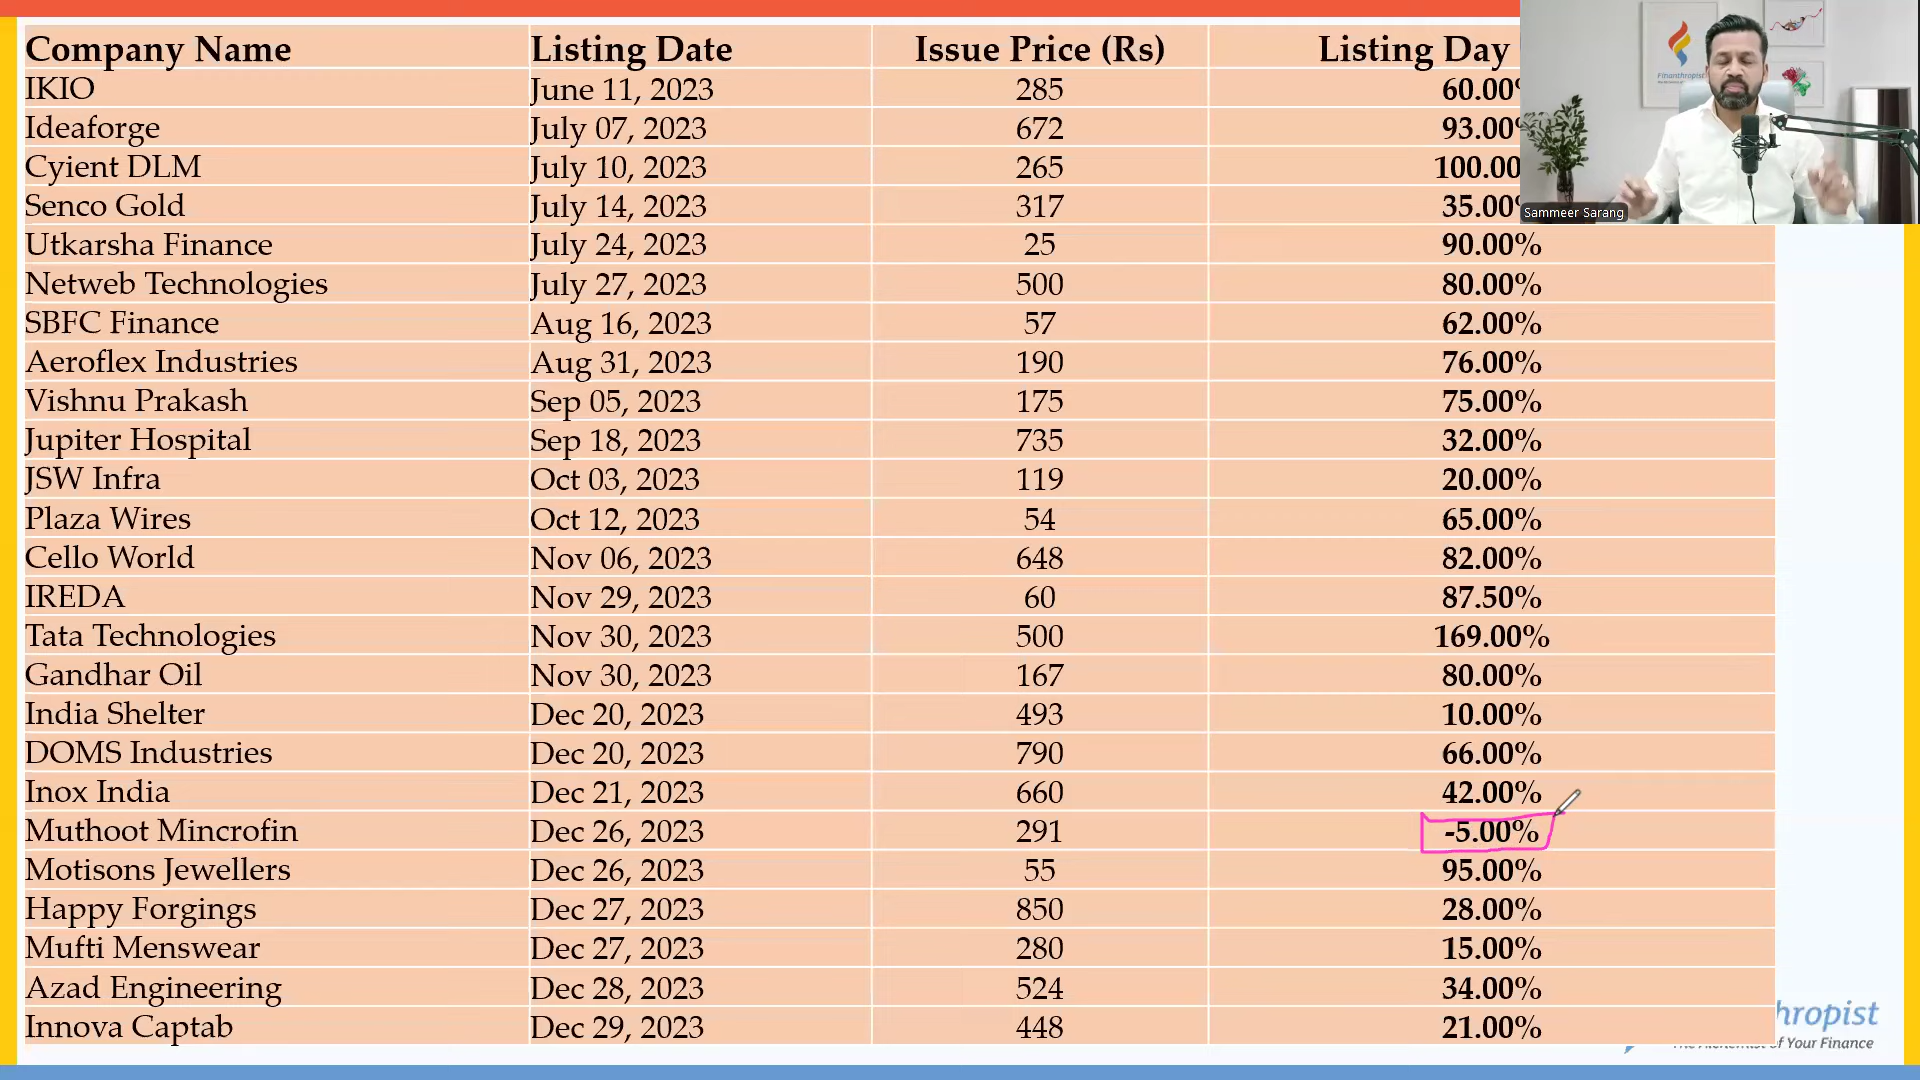 Company Name Listing Date Issue Price (Rs) Listing Day
IKIO June 11, 2023 285 60.00%
Ideaforge July 07, 2023 672 93.00%
Cyient DLM July 10, 2023 265 100.00
Senco Gold July 14, 2023 317 35.00%
Utkarsha Finance July 24, 2023 25 90.00%
Netweb Technologies July 27, 2023 500 80.00%
SBFC Finance Aug 16, 2023 57 62.00%
Aeroflex Industries Aug 31, 2023 190 76.00%
Vishnu Prakash Sep 05, 2023 175 75.00%
Jupiter Hospital Sep 18, 2023 735 32.00%
JSW Infra Oct 03, 2023 119 20.00%
Plaza Wires Oct 12, 2023 54 65.00%
Cello World Nov 06, 2023 648 82.00%
IREDA Nov 29, 2023 60 87.50%
Tata Technologies Nov 30, 2023 500 169.00%
Gandhar Oil Nov 30, 2023 167 80.00%
India Shelter Dec 20, 2023 493 10.00%
DOMS Industries Dec 20, 2023 790 66.00%
Inox India Dec 21, 2023 660 42.00%
Muthoot Mincrofin Dec 26, 2023 291 -5.00%
Motisons Jewellers Dec 26, 2023 55 95.00%
Happy Forgings Dec 27, 2023 850 28.00%
Mufti Menswear Dec 27, 2023 280 15.00%
Azad Engineering Dec 28, 2023 524 34.00%
Innova Captab Dec 29, 2023 448 21.00%
Finanthropist
Sammeer Sarang
hropist
of Your Finance